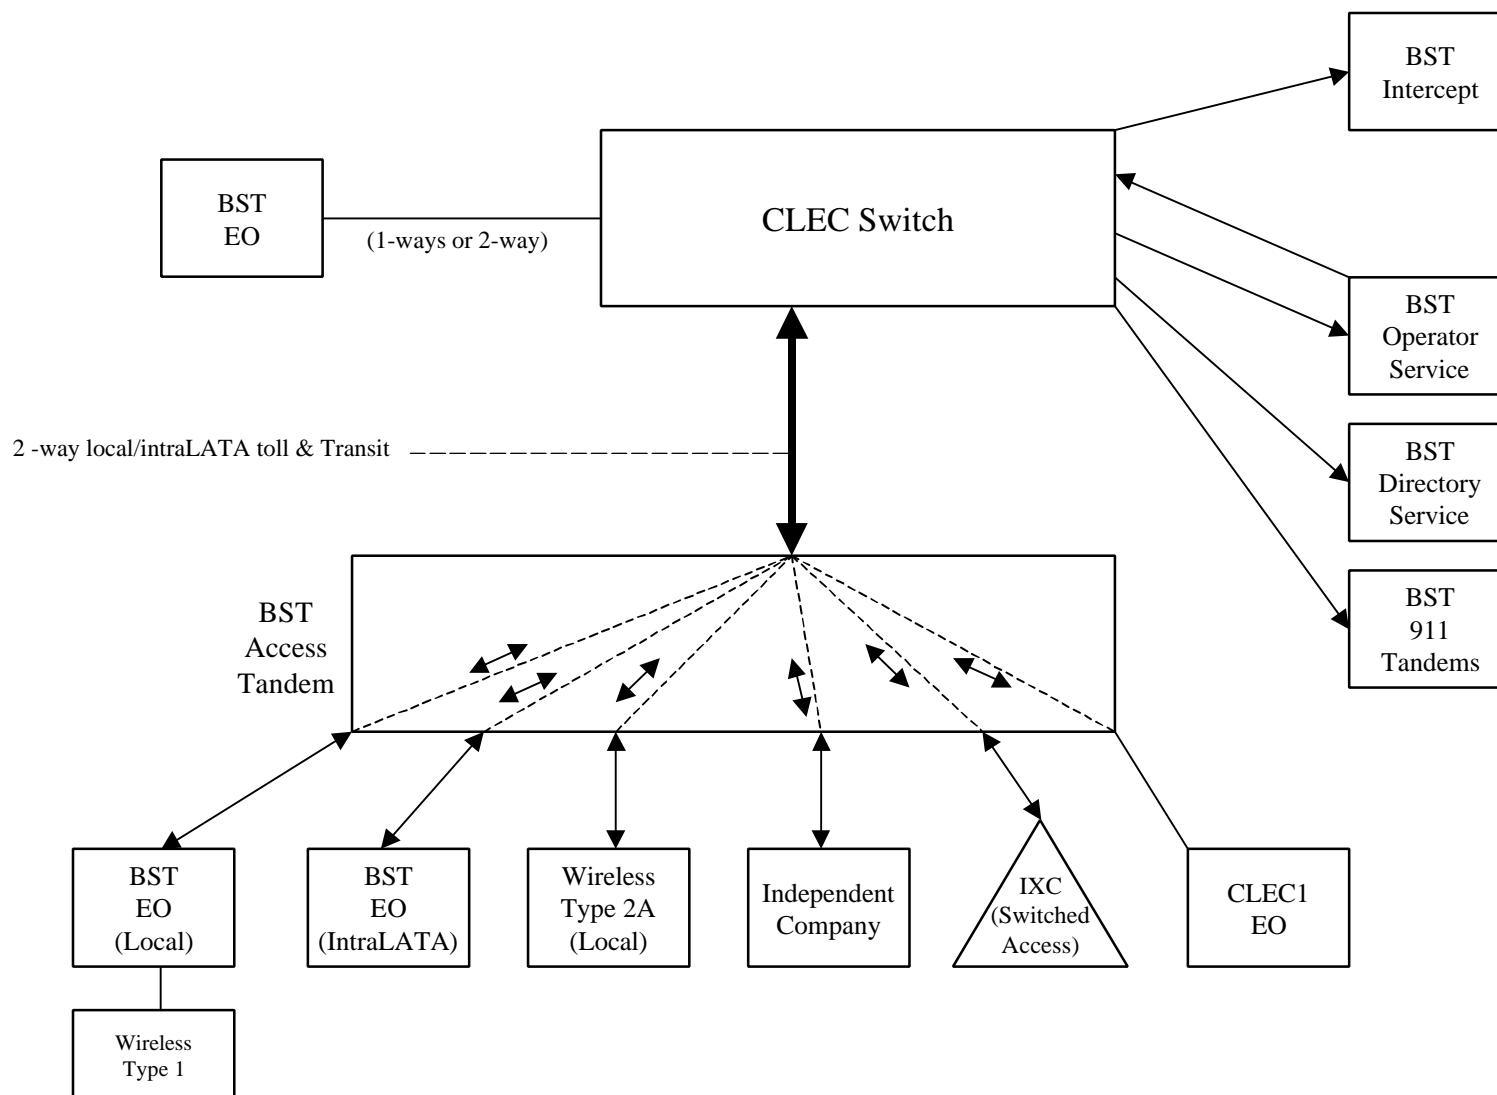 BST
Intercept
BST
EO
(1-ways or 2-way)
CLEC Switch
BST
Operator
Service
2 -way local/intraLATA toll & Transit
BST
Directory
Service
BST
Access
Tandem
BST
911
Tandems
BST
EO
(Local)
BST
EO
(IntraLATA)
Wireless
Type 2A
(Local)
Independent
Company
IXC
(Switched
Access)
CLEC1
EO
Wireless
Type 1